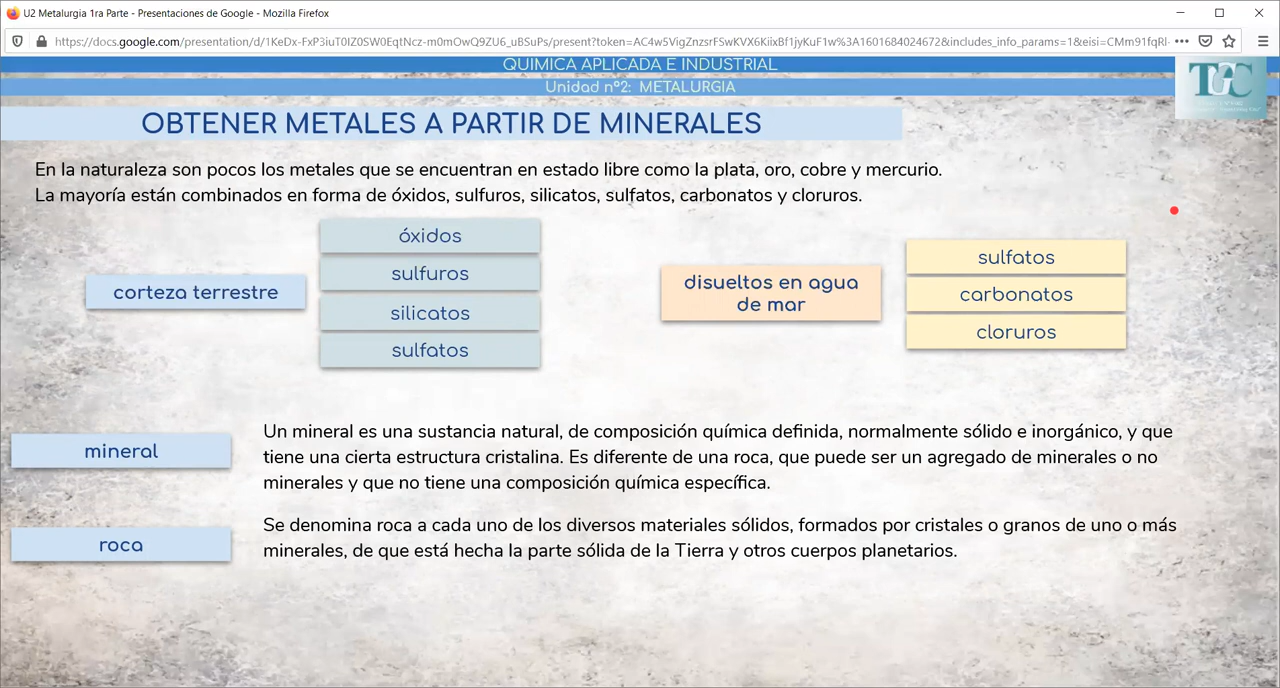 U2 Metalurgia 1ra Parte - Presentaciones de Google - Mozilla Firefox
https://docs.google.com/presentation/d/1KeDx-FxP3iuT0IZ0SW0EqtNcz-m0mOwQ9ZU6_uBSuPs/present?token=AC4w5VigZnzsrFSwKVX6KiixBf1jyKuF1w%3A1601684024672&includes_info_params=1&eisi=CMm91fqRl-
QUIMICA APLICADA E INDUSTRIAL
Unidad nº2: METALURGIA
TGC
OBTENER METALES A PARTIR DE MINERALES
En la naturaleza son pocos los metales que se encuentran en estado libre como la plata, oro, cobre y mercurio.
La mayoría están combinados en forma de óxidos, sulfuros, silicatos, sulfatos, carbonatos y cloruros.
corteza terrestre
óxidos
sulfuros
silicatos
sulfatos
disueltos en agua
de mar
sulfatos
carbonatos
cloruros
mineral
Un mineral es una sustancia natural, de composición química definida, normalmente sólido e inorgánico, y que
tiene una cierta estructura cristalina. Es diferente de una roca, que puede ser un agregado de minerales o no
minerales y que no tiene una composición química específica.
roca
Se denomina roca a cada uno de los diversos materiales sólidos, formados por cristales o granos de uno o más
minerales, de que está hecha la parte sólida de la Tierra y otros cuerpos planetarios.